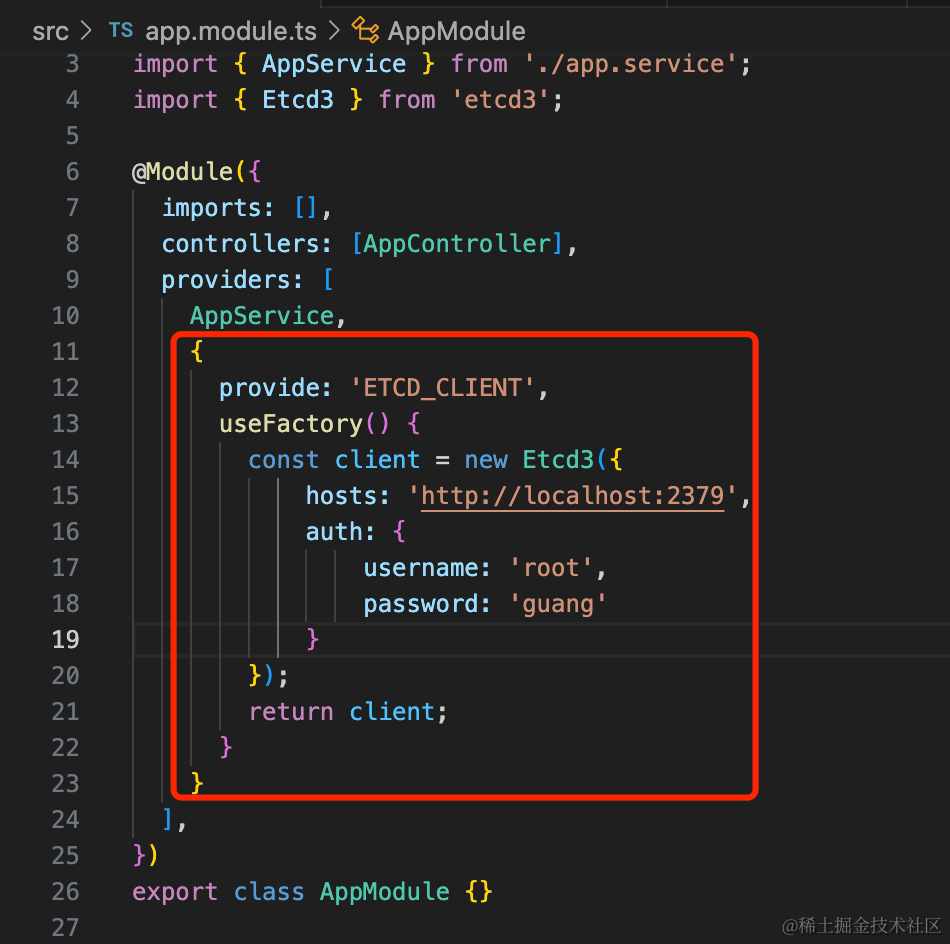 src > TS app.module.ts > AppModule
3 import { AppService } from './app.service';
4 import { Etcd3 } from 'etcd3';
5
6 @Module({
7   imports: [],
8   controllers: [AppController],
9   providers: [
10     AppService,
11     {
12       provide: 'ETCD_CLIENT',
13       useFactory() {
14         const client = new Etcd3({
15             hosts: 'http://localhost:2379',
16             auth: {
17                 username: 'root',
18                 password: 'guang'
19             }
20         });
21         return client;
22       }
23     }
24   ],
25 })
26 export class AppModule {}
27
@稀土掘金技术社区